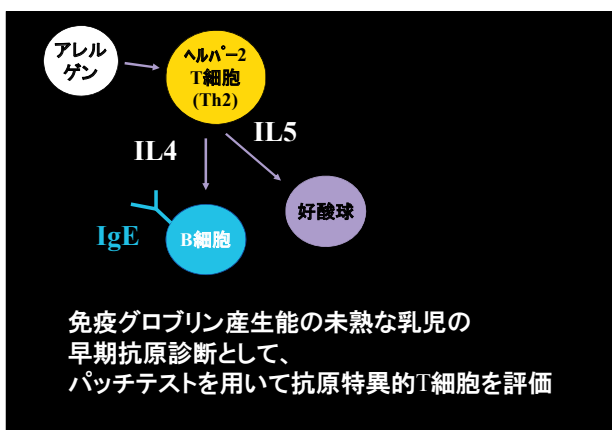 アレル
ゲン
ヘルパー2
T細胞
(Th2)
IL4
IL5
IgE
B細胞
好酸球
免疫グロブリン産生能の未熟な乳児の
早期抗原診断として、
パッチテストを用いて抗原特異的T細胞を評価